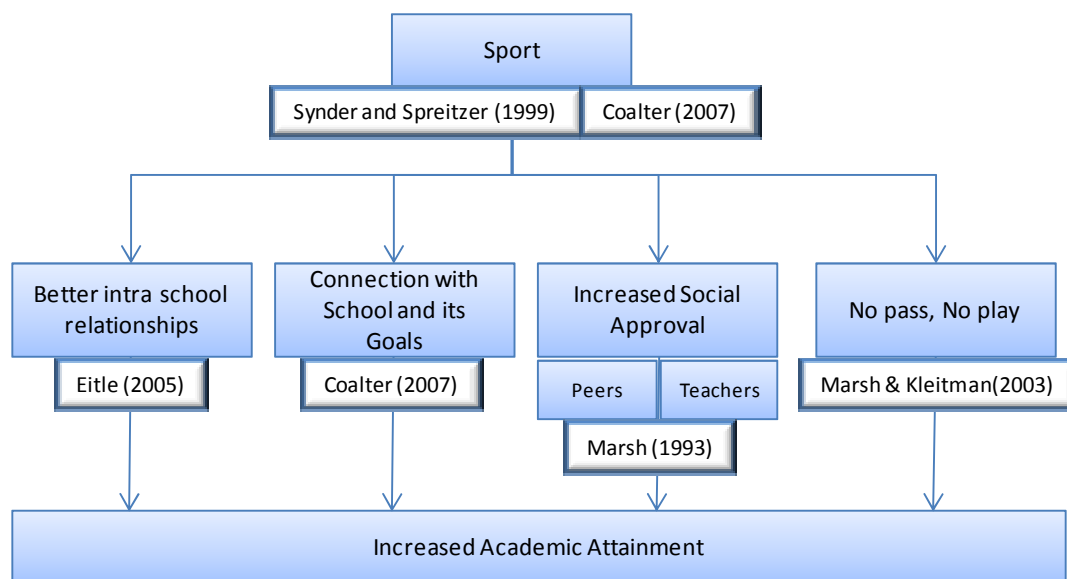 Sport
Synder and Spreitzer (1999)
Coalter (2007)
Better intra school
relationships
Eitle (2005)
Connection with
School and its
Goals
Coalter (2007)
Increased Social
Approval
Peers
Teachers
Marsh (1993)
No pass, No play
Marsh & Kleitman(2003)
Increased Academic Attainment